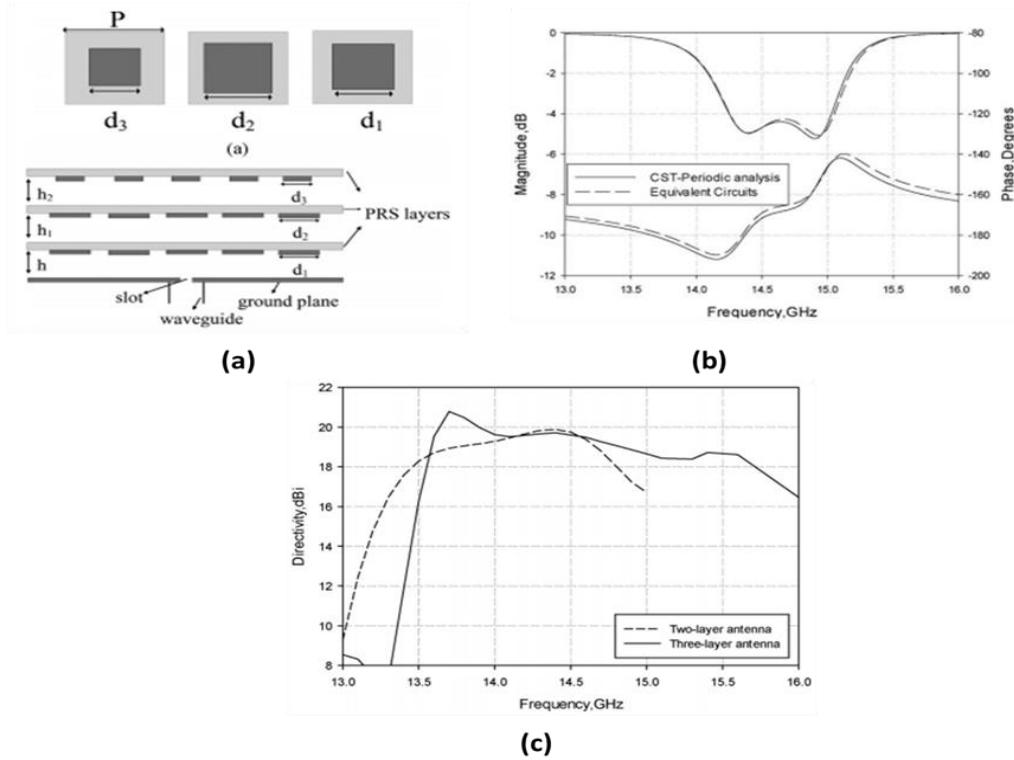 P
d3 d2 d1
(a)
h2
h1
h
d3
d2
d1
PRS layers
slot
waveguide
ground plane
(a)
0
-2
-4
-6
-8
-10
-12
Magnitude,dB
-80
-100
-120
-140
-160
-180
-200
Phase,Degrees
CST-Periodic analysis
Equivalent Circuits
13.0 13.5 14.0 14.5 15.0 15.5 16.0
Frequency,GHz
(b)
22
20
18
16
14
12
10
8
Directivity,dBi
Two-layer antenna
Three-layer antenna
13.0 13.5 14.0 14.5 15.0 15.5 16.0
Frequency,GHz
(c)